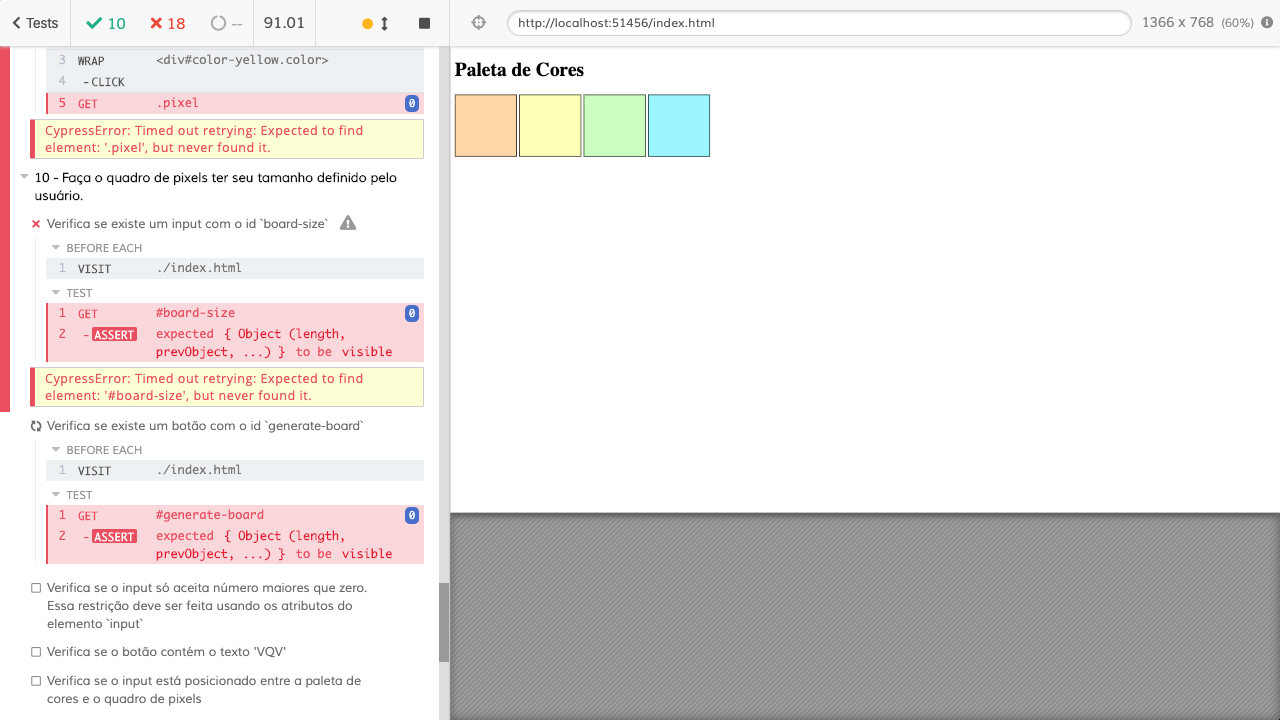 Tests 10 18 -- 91.01 http://localhost:51456/index.html 1366 x 768 (60%)
3 WRAP <div#color-yellow.color>
4 -CLICK
5 GET .pixel 0
CypressError: Timed out retrying: Expected to find
element: '.pixel', but never found it.
10 - Faça o quadro de pixels ter seu tamanho definido pelo
usuário.
Verifica se existe um input com o id `board-size`
BEFORE EACH
1 VISIT ./index.html
TEST
1 GET #board-size 0
2 -ASSERT expected { Object (length,
prevObject, ...) } to be visible
CypressError: Timed out retrying: Expected to find
element: '#board-size', but never found it.
Verifica se existe um botão com o id `generate-board`
BEFORE EACH
1 VISIT ./index.html
TEST
1 GET #generate-board 0
2 -ASSERT expected { Object (length,
prevObject, ...) } to be visible
Verifica se o input só aceita número maiores que zero.
Essa restrição deve ser feita usando os atributos do
elemento `input`
Verifica se o botão contém o texto 'VQV'
Verifica se o input está posicionado entre a paleta de
cores e o quadro de pixels
Paleta de Cores